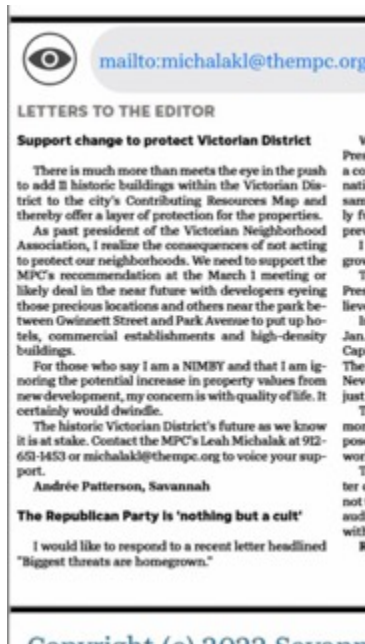 mailto:michalakl@thempc.org
LETTERS TO THE EDITOR
Support change to protect Victorian District
There is much more than meets the eye in the push
to add 11 historic buildings within the Victorian Dis-
trict to the city's Contributing Resources Map and
thereby offer a layer of protection for the properties.
As past president of the Victorian Neighborhood
Association, I realize the consequences of not acting
to protect our neighborhoods. We need to support the
MPC's recommendation at the March 1 meeting or
likely deal in the near future with developers eyeing
those precious locations and others near the park be-
tween Gwinnett Street and Park Avenue to put up ho-
tels, commercial establishments and high-density
buildings.
For those who say I am a NIMBY and that I am ig-
noring the potential increase in property values from
new development, my concern is with quality of life. It
certainly would dwindle.
The historic Victorian District's future as we know
it is at stake. Contact the MPC's Leah Michalak at 912-
651-1453 or michalakl@thempc.org to voice your sup-
port.
Andrée Patterson, Savannah
The Republican Party is 'nothing but a cult'
I would like to respond to a recent letter headlined
"Biggest threats are homegrown."
Copyright (c) 2022 Savann